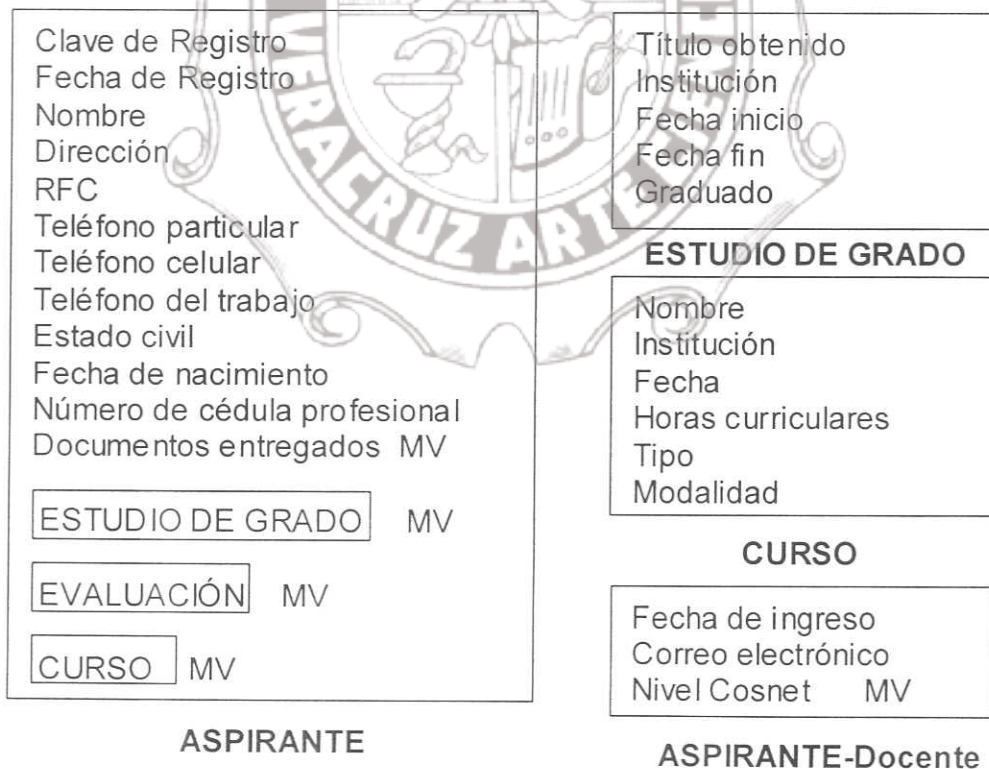 Clave de Registro
Fecha de Registro
Nombre
Dirección
RFC
Teléfono particular
Teléfono celular
Teléfono del trabajo
Estado civil
Fecha de nacimiento
Número de cédula profesional
Documentos entregados MV
ESTUDIO DE GRADO MV
EVALUACIÓN MV
CURSO MV
ASPIRANTE
Título obtenido
Institución
Fecha inicio
Fecha fin
Graduado
ESTUDIO DE GRADO
Nombre
Institución
Fecha
Horas curriculares
Tipo
Modalidad
CURSO
Fecha de ingreso
Correo electrónico
Nivel Cosnet MV
ASPIRANTE-Docente
VERACRUZ ARTE